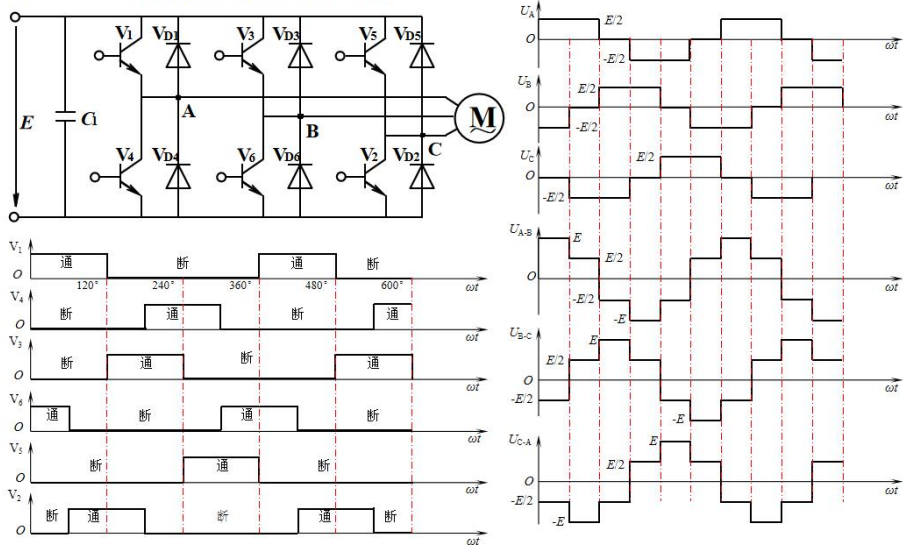 V1 VD1 V3 VD3 V5 VD5
E Ci A B C M
V4 VD4 V6 VD6 V2 VD2
V1 通 断 通 断
O ωt
120° 240° 360° 480° 600°
V4 断 通 断 通
O ωt
V3 断 通 断 通
O ωt
V6 通 断 通 断
O ωt
V5 断 通 断
O ωt
V2 断 通 断 通 断
O ωt
UA E/2
O ωt
-E/2
UB E/2
O ωt
-E/2
UC E/2
O ωt
-E/2
UA-B E
E/2
O ωt
-E/2
-E
UB-C E
E/2
O ωt
-E/2
-E
UC-A E
E/2
O ωt
-E/2
-E